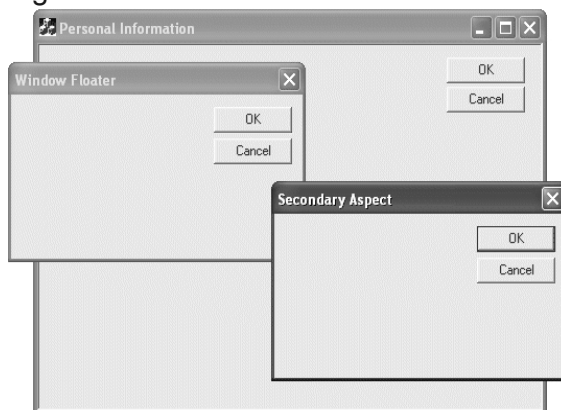 Personal Information
OK
Cancel
Window Floater
OK
Cancel
Secondary Aspect
OK
Cancel